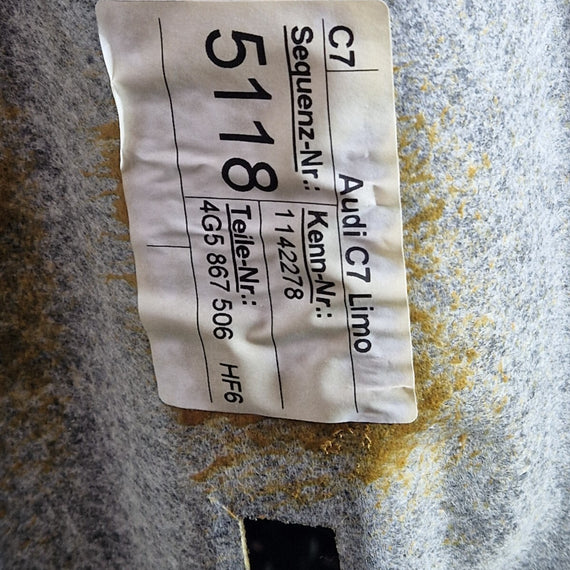 C7 Audi C7 Limo
Sequenz-Nr.: Kenn-Nr.:
5118 1142278
Teile-Nr.:
4G5 867 506 HF6